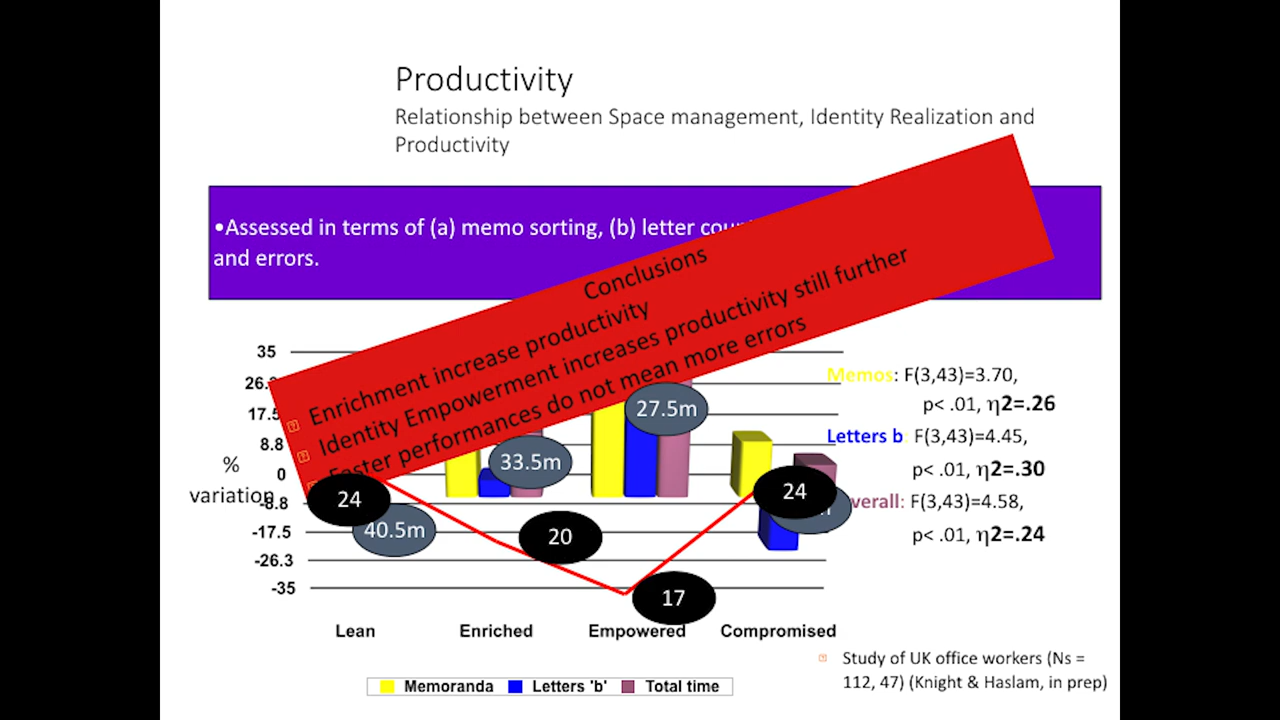 Productivity
Relationship between Space management, Identity Realization and
Productivity
•Assessed in terms of (a) memo sorting, (b) letter
and errors.
Conclusions
Enrichment increase productivity
Identity Empowerment increases productivity still further
Faster performances do not mean more errors
35
17.5
8.8
0
-8.8
-17.5
-26.3
-35
%
variation
24
40.5m
33.5m
20
27.5m
17
24
Lean
Enriched
Empowered
Compromised
Memoranda
Letters 'b'
Total time
Memos: F(3,43)=3.70,
p< .01, η2=.26
Letters b: F(3,43)=4.45,
p< .01, η2=.30
F(3,43)=4.58,
p< .01, η2=.24
Study of UK office workers (Ns =
112, 47) (Knight & Haslam, in prep)